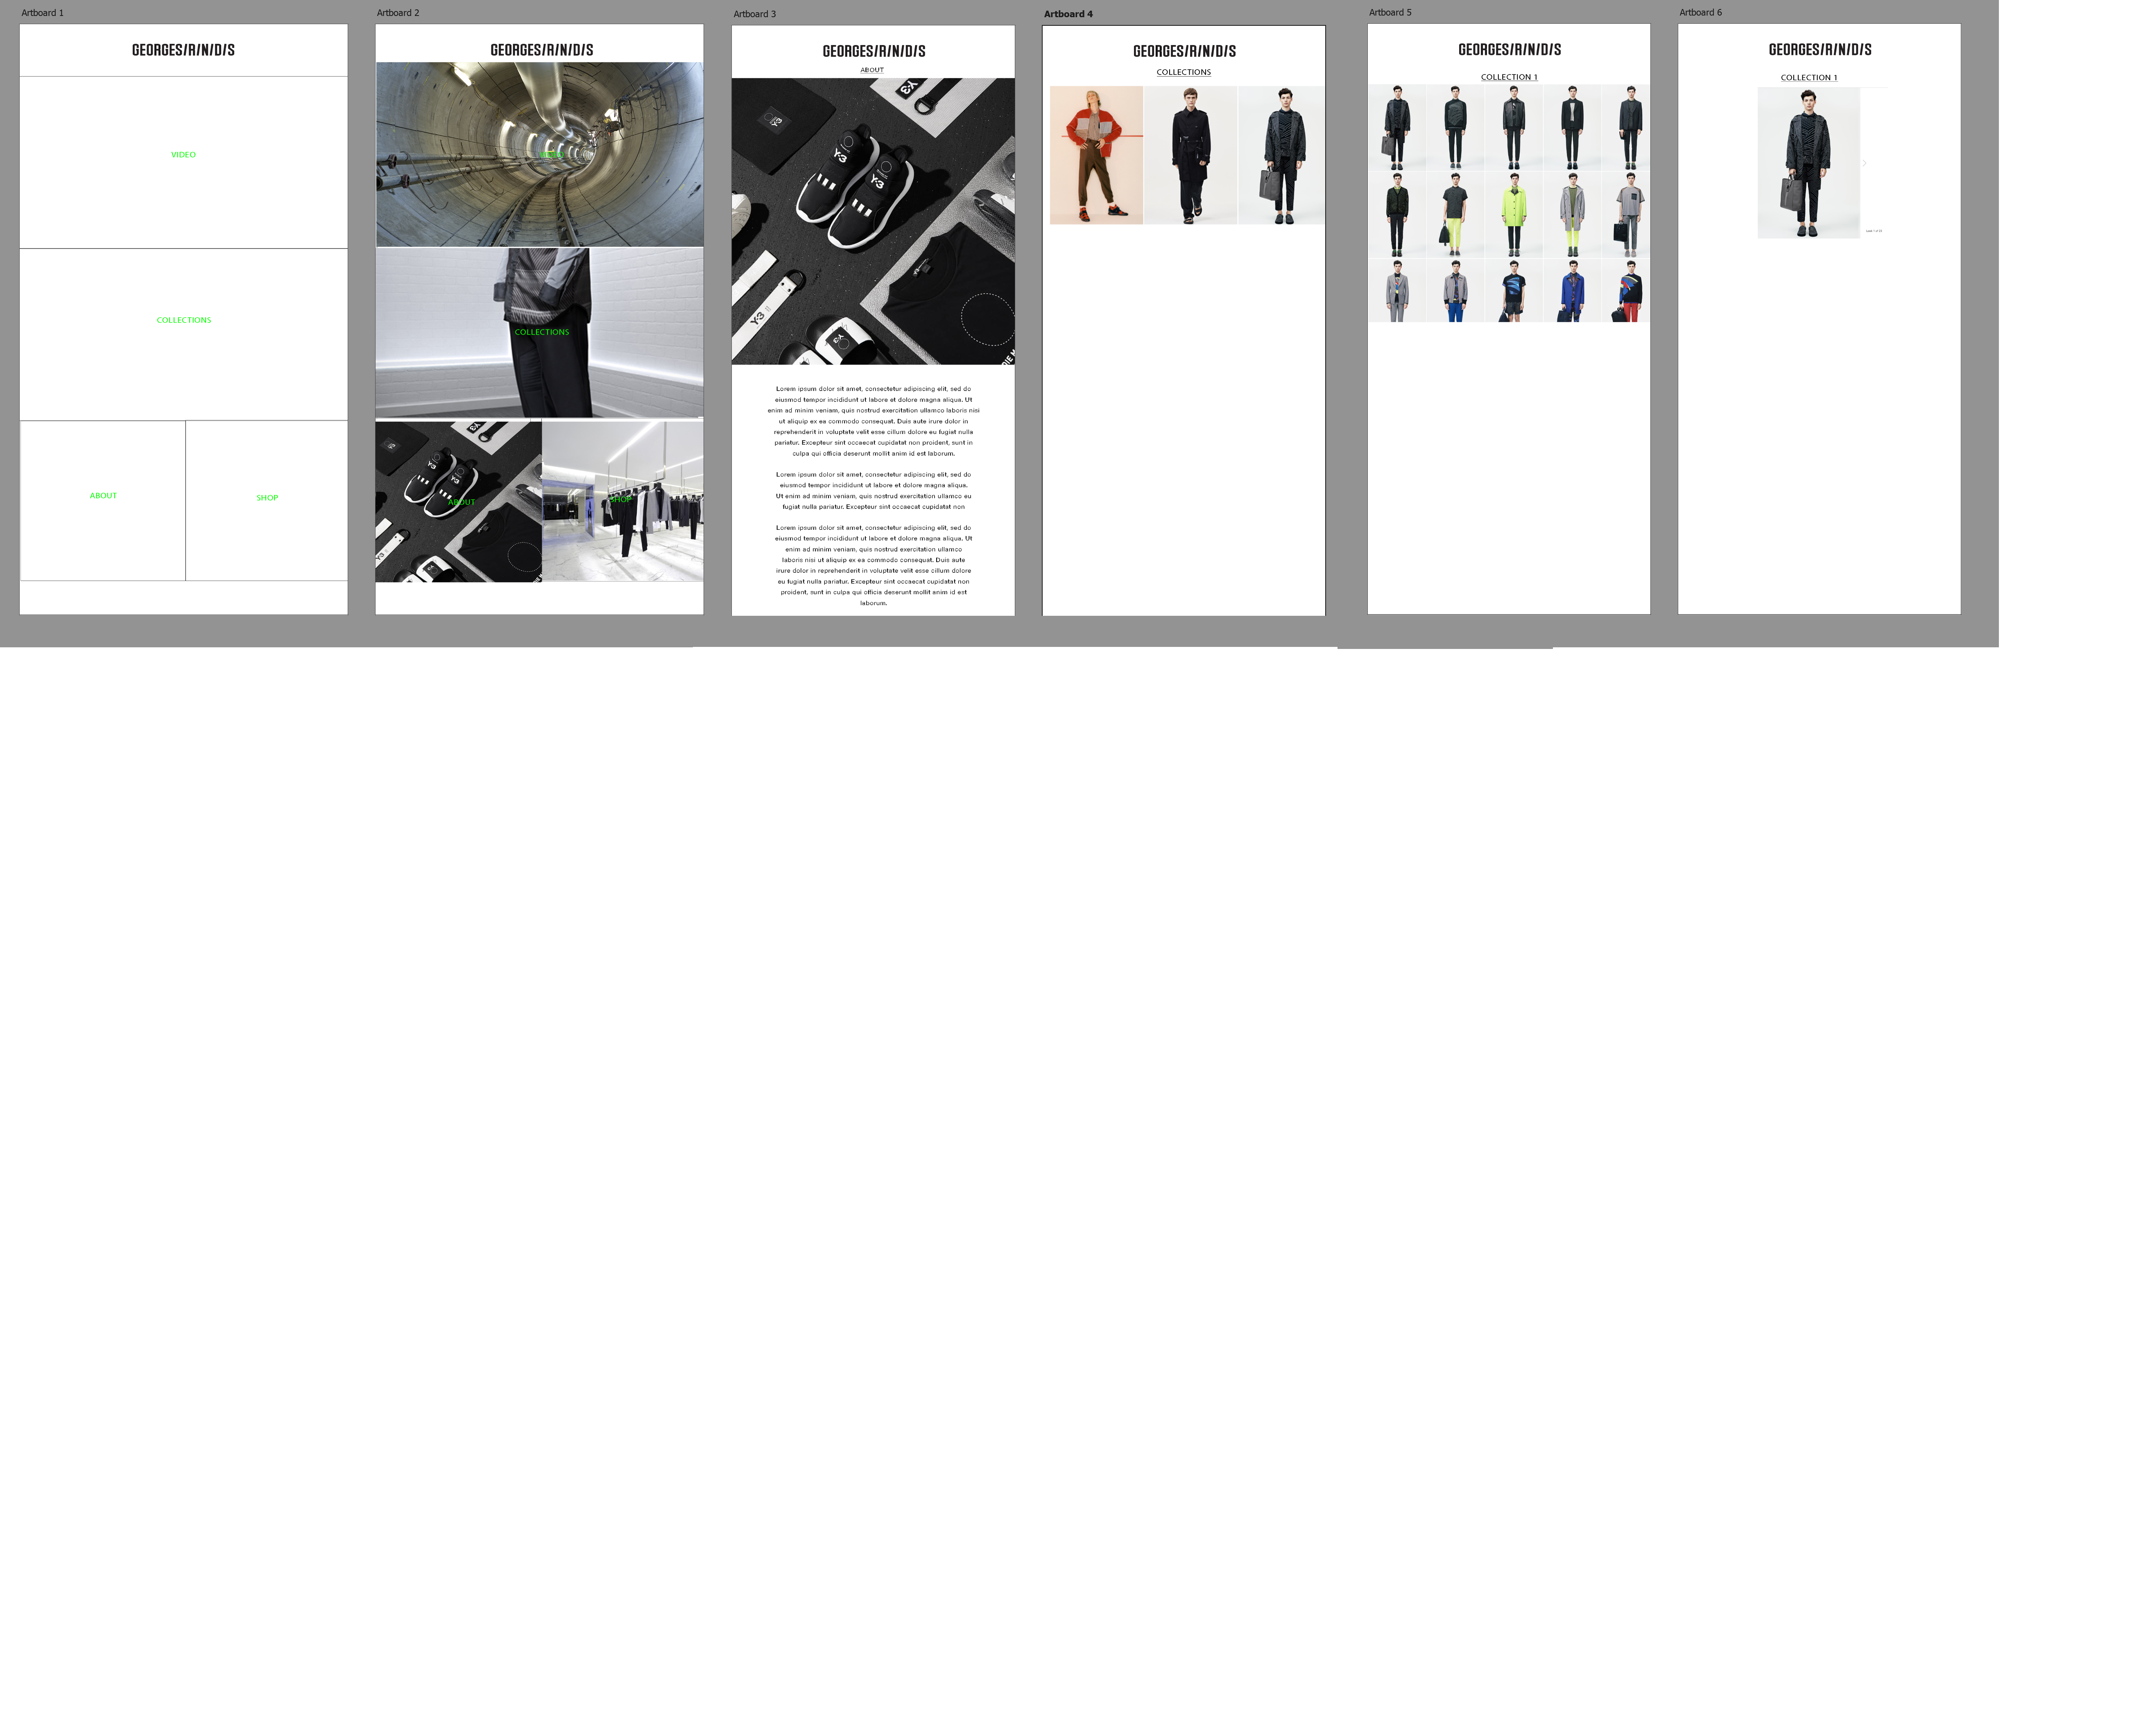 Artboard 1
GEORGES/R/N/D/S
VIDEO
COLLECTIONS
ABOUT
SHOP
Artboard 2
GEORGES/R/N/D/S
COLLECTIONS
Y-3
Y-3
Y-3
ABOUT
SHOP
Artboard 3
GEORGES/R/N/D/S
ABOUT
Y-3
Y-3
Y-3
Y-3
Y-3
Lorem ipsum dolor sit amet, consectetur adipiscing elit, sed do
eiusmod tempor incididunt ut labore et dolore magna aliqua. Ut
enim ad minim veniam, quis nostrud exercitation ullamco laboris nisi
ut aliquip ex ea commodo consequat. Duis aute irure dolor in
reprehenderit in voluptate velit esse cillum dolore eu fugiat nulla
pariatur. Excepteur sint occaecat cupidatat non proident, sunt in
culpa qui officia deserunt mollit anim id est laborum.
Lorem ipsum dolor sit amet, consectetur adipiscing elit, sed do
eiusmod tempor incididunt ut labore et dolore magna aliqua.
Ut enim ad minim veniam, quis nostrud exercitation ullamco eu
fugiat nulla pariatur. Excepteur sint occaecat cupidatat non
Lorem ipsum dolor sit amet, consectetur adipiscing elit, sed do
eiusmod tempor incididunt ut labore et dolore magna aliqua. Ut
enim ad minim veniam, quis nostrud exercitation ullamco
laboris nisi ut aliquip ex ea commodo consequat. Duis aute
irure dolor in reprehenderit in voluptate velit esse cillum dolore
eu fugiat nulla pariatur. Excepteur sint occaecat cupidatat non
proident, sunt in culpa qui officia deserunt mollit anim id est
laborum.
Artboard 4
GEORGES/R/N/D/S
COLLECTIONS
Artboard 5
GEORGES/R/N/D/S
COLLECTION 1
Artboard 6
GEORGES/R/N/D/S
COLLECTION 1